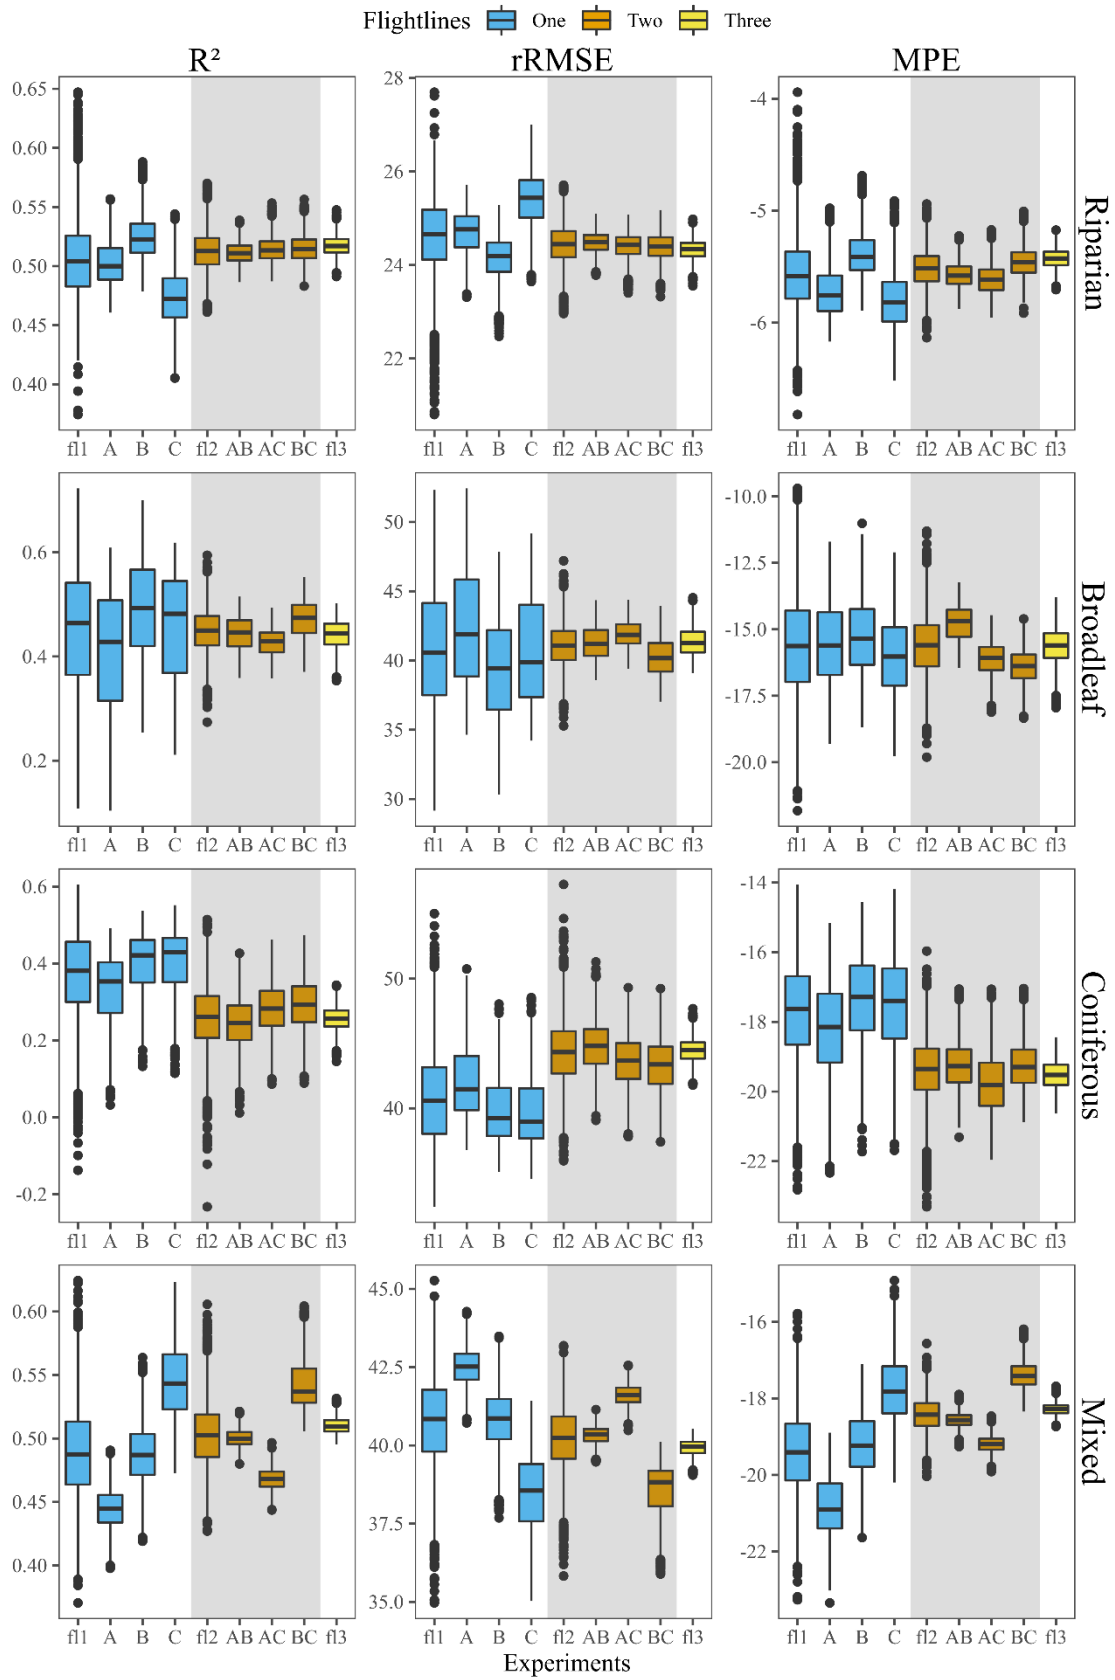 Flightlines One Two Three
R² rRMSE MPE
0.65 0.60 0.55 0.50 0.45 0.40
28 26 24 22
-4 -5 -6
Riparian
fl1 A B C fl2 AB AC BC fl3
fl1 A B C fl2 AB AC BC fl3
fl1 A B C fl2 AB AC BC fl3
0.6 0.4 0.2
50 45 40 35 30
-10.0 -12.5 -15.0 -17.5 -20.0
Broadleaf
fl1 A B C fl2 AB AC BC fl3
fl1 A B C fl2 AB AC BC fl3
fl1 A B C fl2 AB AC BC fl3
0.6 0.4 0.2 0.0 -0.2
50 40
-14 -16 -18 -20 -22
Coniferous
fl1 A B C fl2 AB AC BC fl3
fl1 A B C fl2 AB AC BC fl3
fl1 A B C fl2 AB AC BC fl3
0.60 0.55 0.50 0.45 0.40
45.0 42.5 40.0 37.5 35.0
-16 -18 -20 -22
Mixed
fl1 A B C fl2 AB AC BC fl3
fl1 A B C fl2 AB AC BC fl3
fl1 A B C fl2 AB AC BC fl3
Experiments